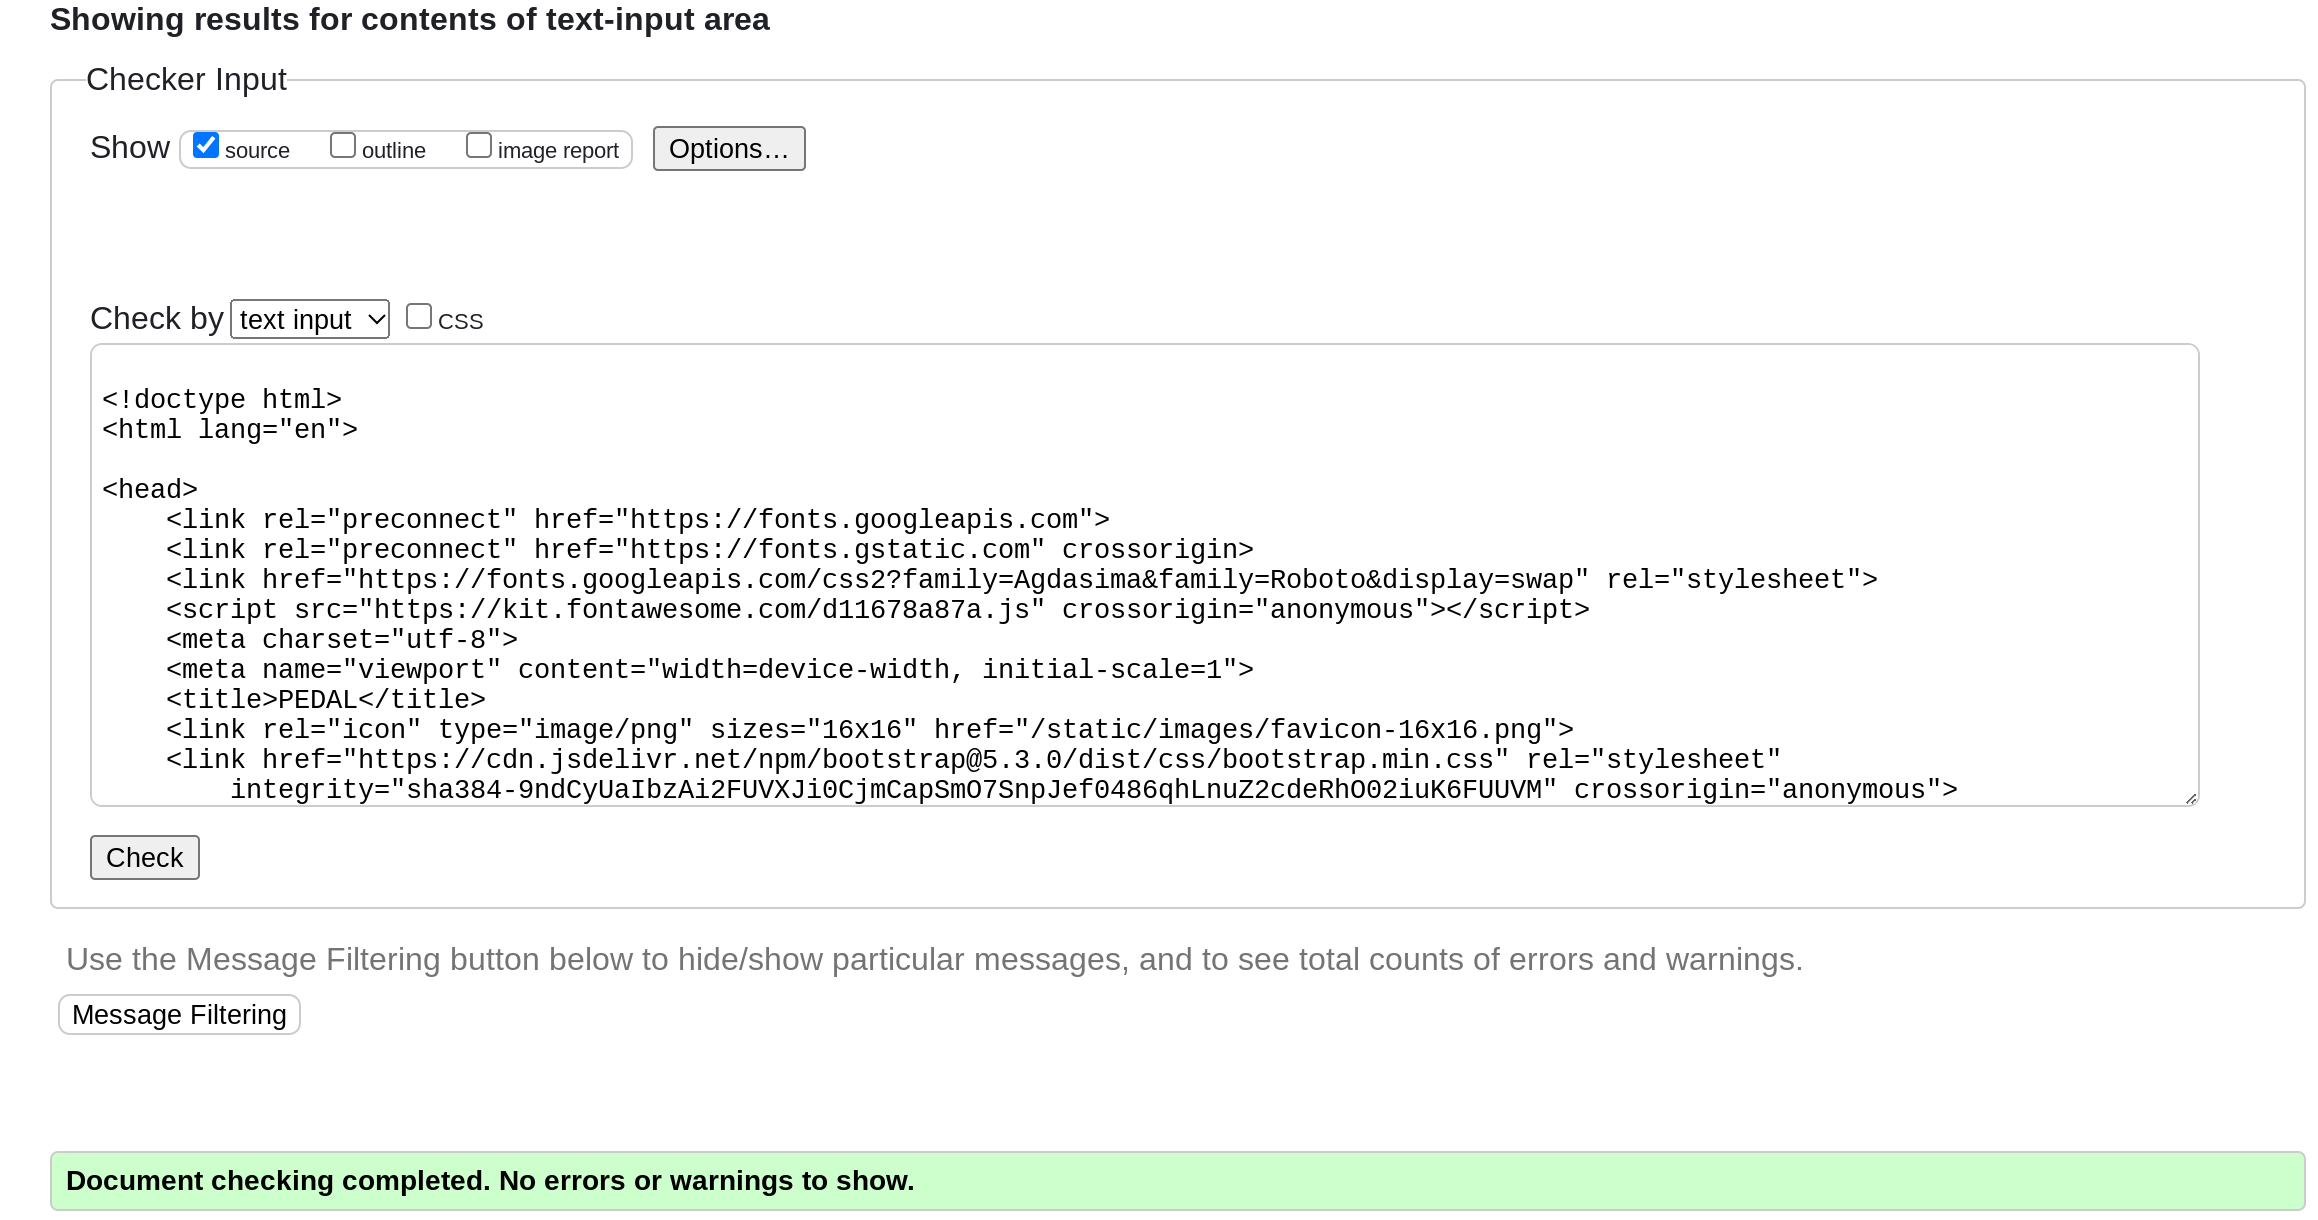 Showing results for contents of text-input area
Checker Input
Show source outline image report Options...
Check by text input CSS
<!doctype html>
<html lang="en">
<head>
<link rel="preconnect" href="https://fonts.googleapis.com">
<link rel="preconnect" href="https://fonts.gstatic.com" crossorigin>
<link href="https://fonts.googleapis.com/css2?family=Agdasima&family=Roboto&display=swap" rel="stylesheet">
<script src="https://kit.fontawesome.com/d11678a87a.js" crossorigin="anonymous"></script>
<meta charset="utf-8">
<meta name="viewport" content="width=device-width, initial-scale=1">
<title>PEDAL</title>
<link rel="icon" type="image/png" sizes="16x16" href="/static/images/favicon-16x16.png">
<link href="https://cdn.jsdelivr.net/npm/bootstrap@5.3.0/dist/css/bootstrap.min.css" rel="stylesheet"
integrity="sha384-9ndCyUaIbzAi2FUVXJi0CjmCapSmO7SnpJef0486qhLnuZ2cdeRhO02iuK6FUUVM" crossorigin="anonymous">
Check
Use the Message Filtering button below to hide/show particular messages, and to see total counts of errors and warnings.
Message Filtering
Document checking completed. No errors or warnings to show.